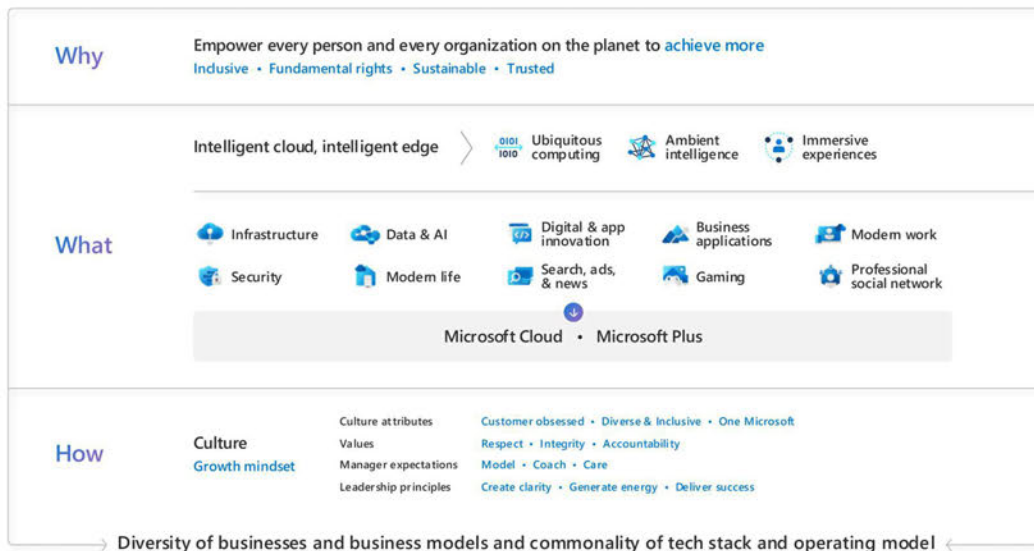 Why
Empower every person and every organization on the planet to achieve more
Inclusive • Fundamental rights • Sustainable • Trusted
What
Intelligent cloud, intelligent edge
0101
1010
Ubiquitous
computing
Ambient
intelligence
Immersive
experiences
Infrastructure
Data & AI
Digital & app
innovation
Business
applications
Modern work
Security
Modern life
Search, ads,
& news
Gaming
Professional
social network
Microsoft Cloud • Microsoft Plus
How
Culture
Growth mindset
Culture attributes Customer obsessed • Diverse & Inclusive • One Microsoft
Values Respect • Integrity • Accountability
Manager expectations Model • Coach • Care
Leadership principles Create clarity • Generate energy • Deliver success
Diversity of businesses and business models and commonality of tech stack and operating model